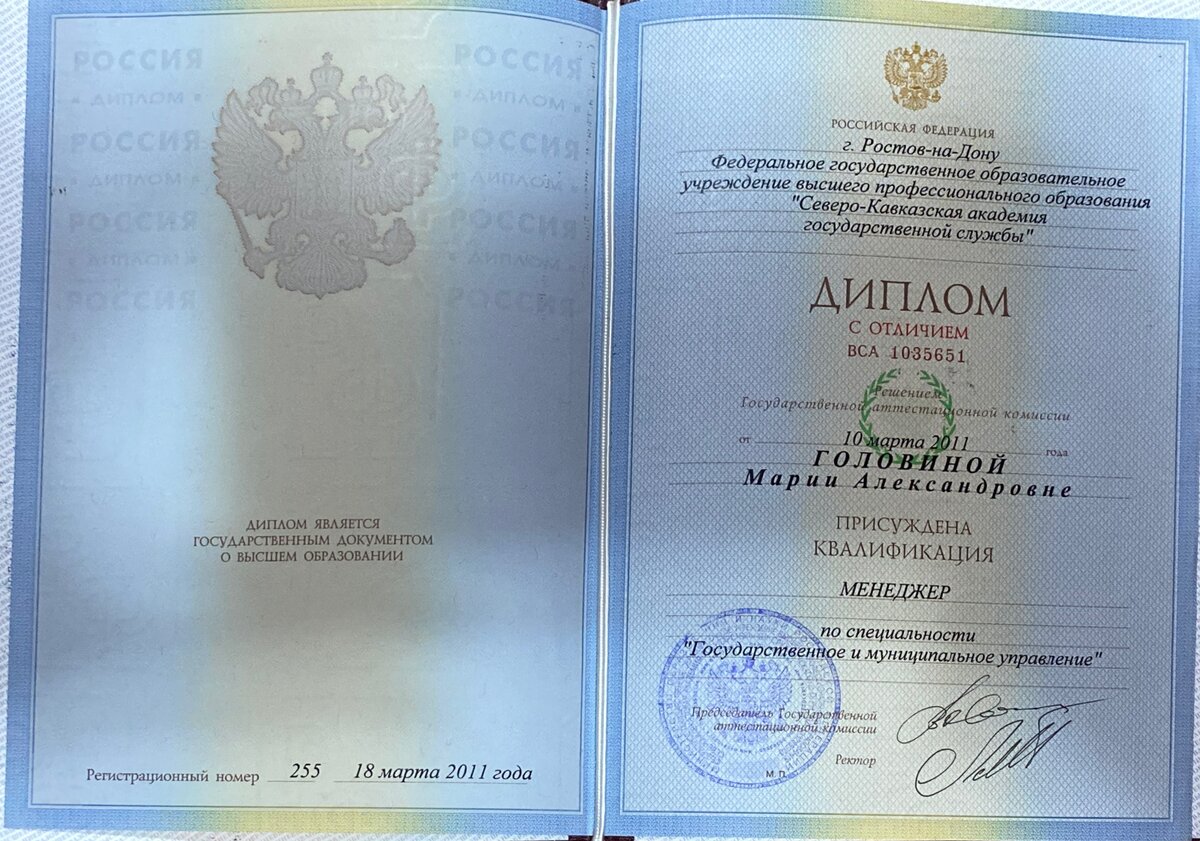 РОССИЯ
ДИПЛОМ
РОССИЯ
ДИПЛОМ
РОССИЯ
ДИПЛОМ
РОССИЯ
РОССИЯ
ДИПЛОМ
РОССИЯ
ДИПЛОМ
РОССИЯ
ДИПЛОМ
РОССИЯ
ДИПЛОМ ЯВЛЯЕТСЯ
ГОСУДАРСТВЕННЫМ ДОКУМЕНТОМ
О ВЫСШЕМ ОБРАЗОВАНИИ
Регистрационный номер 255 18 марта 2011 года
РОССИЙСКАЯ ФЕДЕРАЦИЯ
г. Ростов-на-Дону
Федеральное государственное образовательное
учреждение высшего профессионального образования
"Северо-Кавказская академия
государственной службы"
ДИПЛОМ
С ОТЛИЧИЕМ
ВСА 1035651
Решением
Государственной аттестационной комиссии
от 10 марта 2011 года
ГОЛОВИНОЙ
Марии Александровне
ПРИСУЖДЕНА
КВАЛИФИКАЦИЯ
МЕНЕДЖЕР
по специальности
"Государственное и муниципальное управление"
Председатель Государственной
аттестационной комиссии
Ректор
М. П.